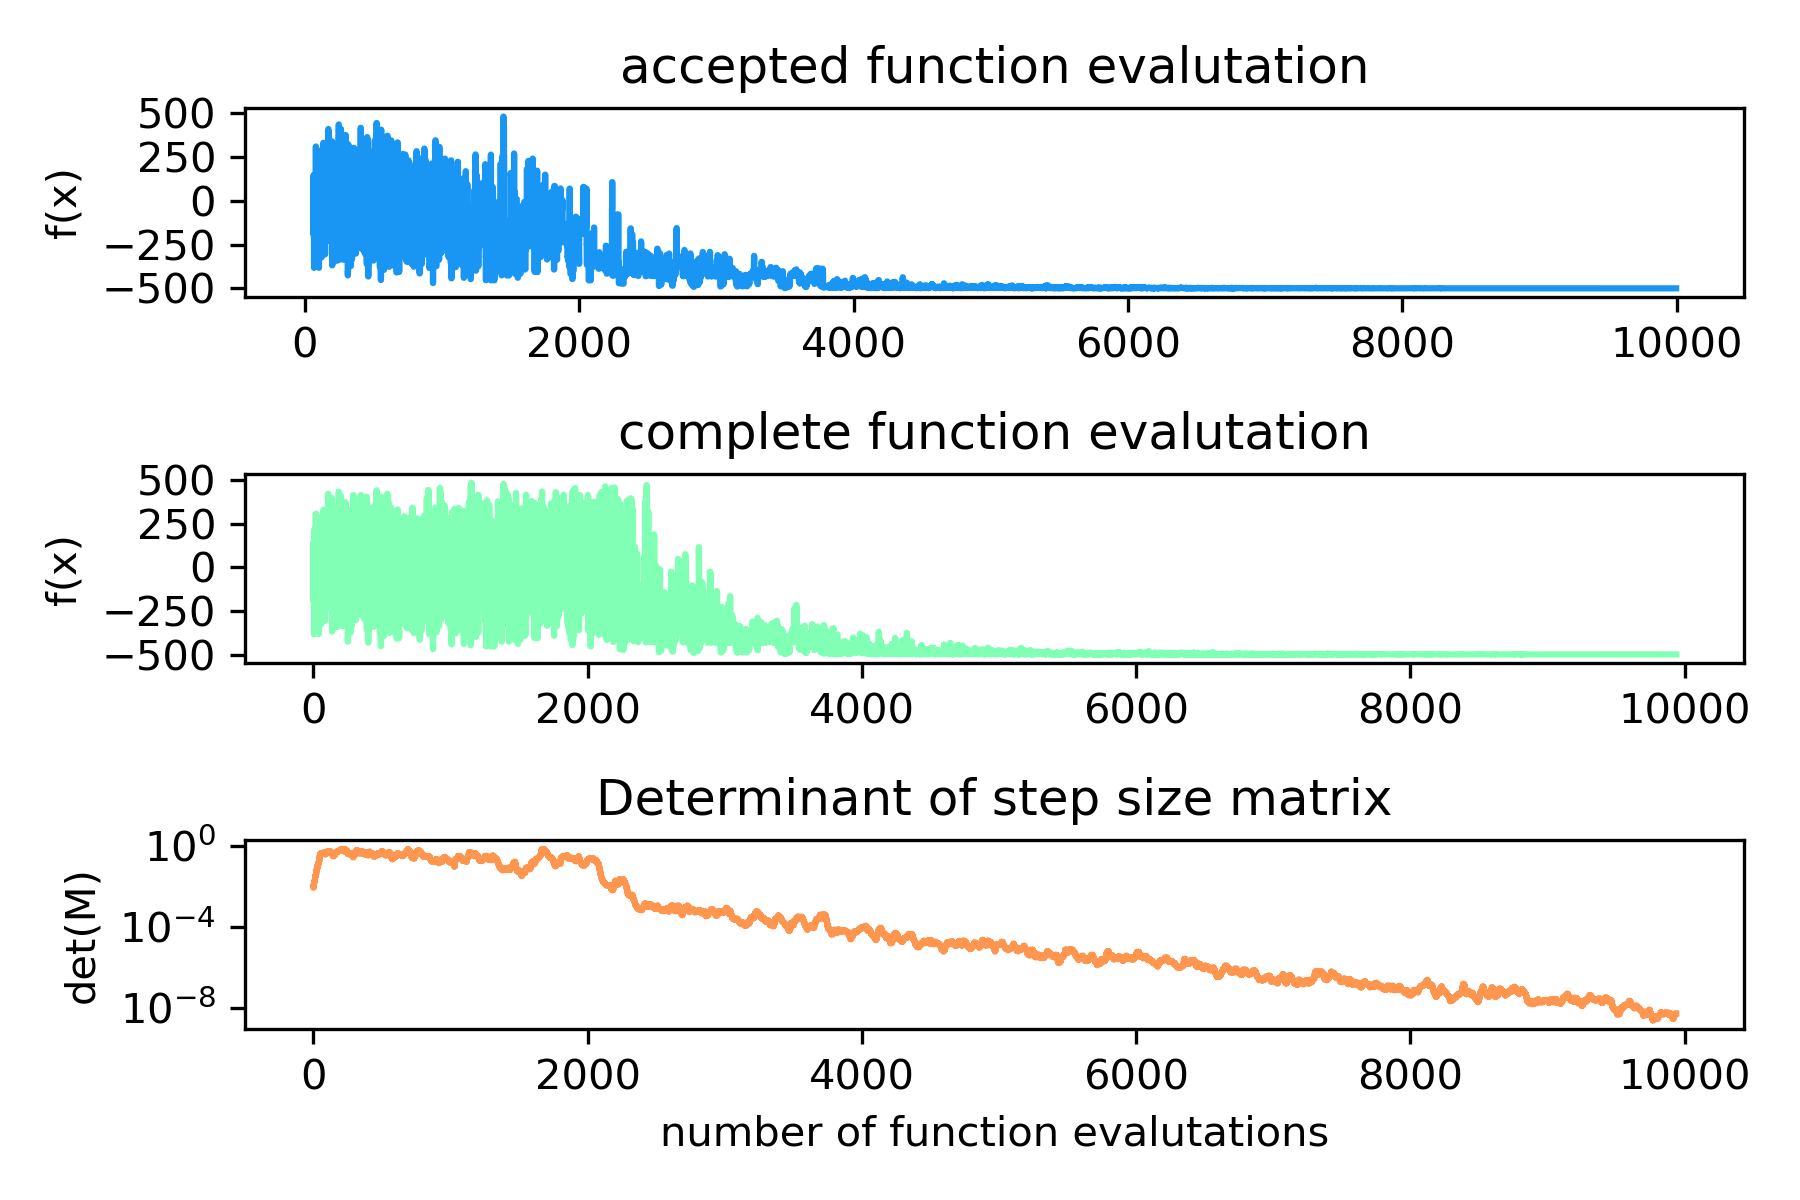 accepted function evalutation
500
250
0
−250
−500
f(x)
0 2000 4000 6000 8000 10000
complete function evalutation
500
250
0
−250
−500
f(x)
0 2000 4000 6000 8000 10000
Determinant of step size matrix
10⁰
10⁻⁴
10⁻⁸
det(M)
0 2000 4000 6000 8000 10000
number of function evalutations